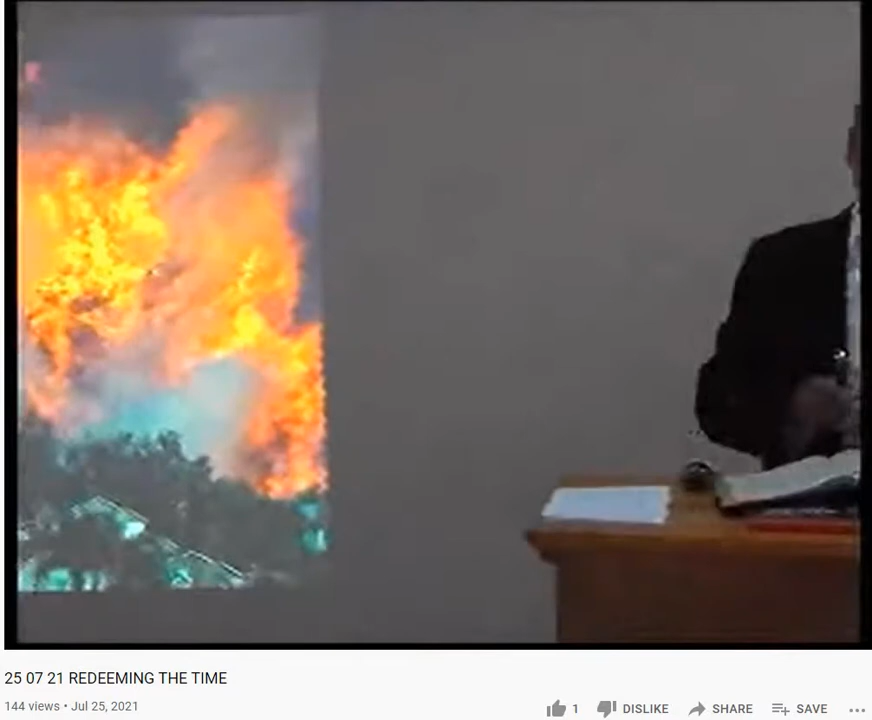 25 07 21 REDEEMING THE TIME
144 views • Jul 25, 2021
1 DISLIKE SHARE SAVE